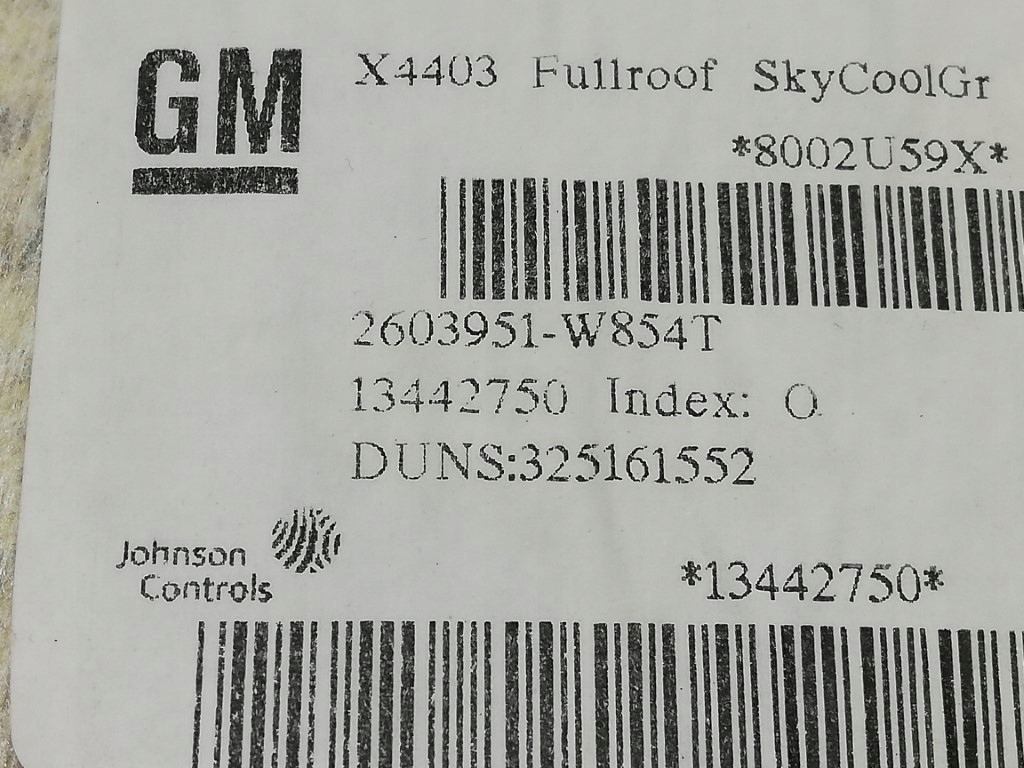 GM
X4403 Fullroof SkyCoolGr
*8002U59X*
2603951-W854T
13442750 Index: O
DUNS:325161552
Johnson
Controls
*13442750*